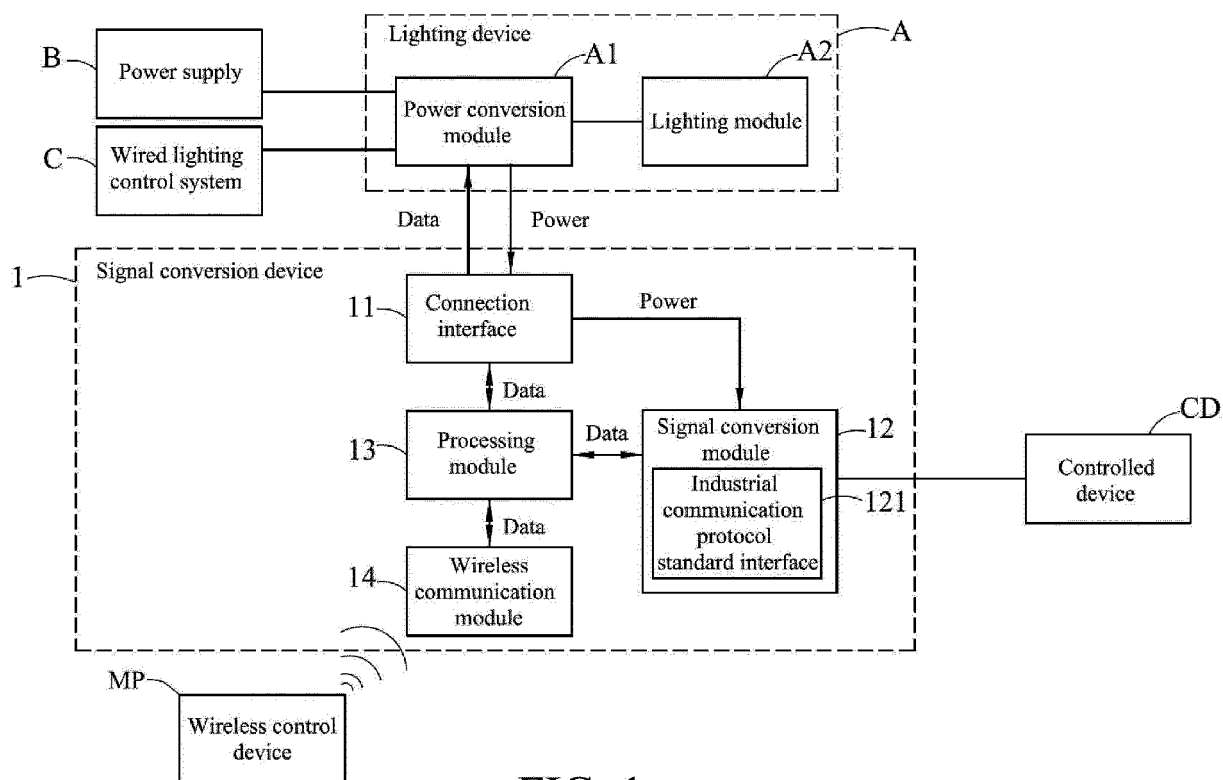 Lighting device
A
B
Power supply
A1
Power conversion
module
A2
Lighting module
C
Wired lighting
control system
Data
Power
1
Signal conversion device
11
Connection
interface
Power
Data
13
Processing
module
Data
Signal conversion
module
12
Industrial
communication
protocol
standard interface
121
CD
Controlled
device
Data
14
Wireless
communication
module
MP
Wireless control
device